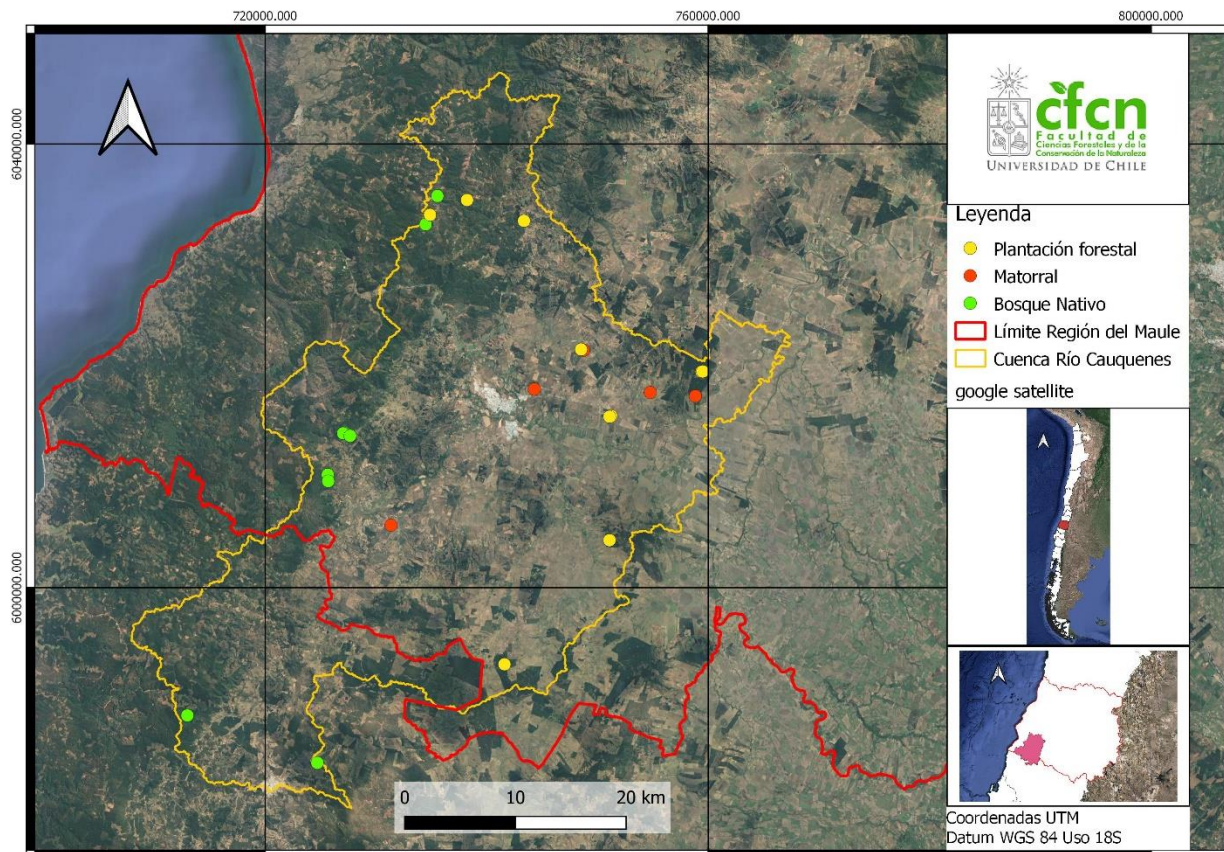 720000.000
760000.000
800000.000
6040000.000
6000000.000
cfcn
Facultad de
Ciencias Forestales y de la
Conservación de la Naturaleza
UNIVERSIDAD DE CHILE
Leyenda
Plantación forestal
Matorral
Bosque Nativo
Límite Región del Maule
Cuenca Río Cauquenes
google satellite
0 10 20 km
Coordenadas UTM
Datum WGS 84 Uso 18S